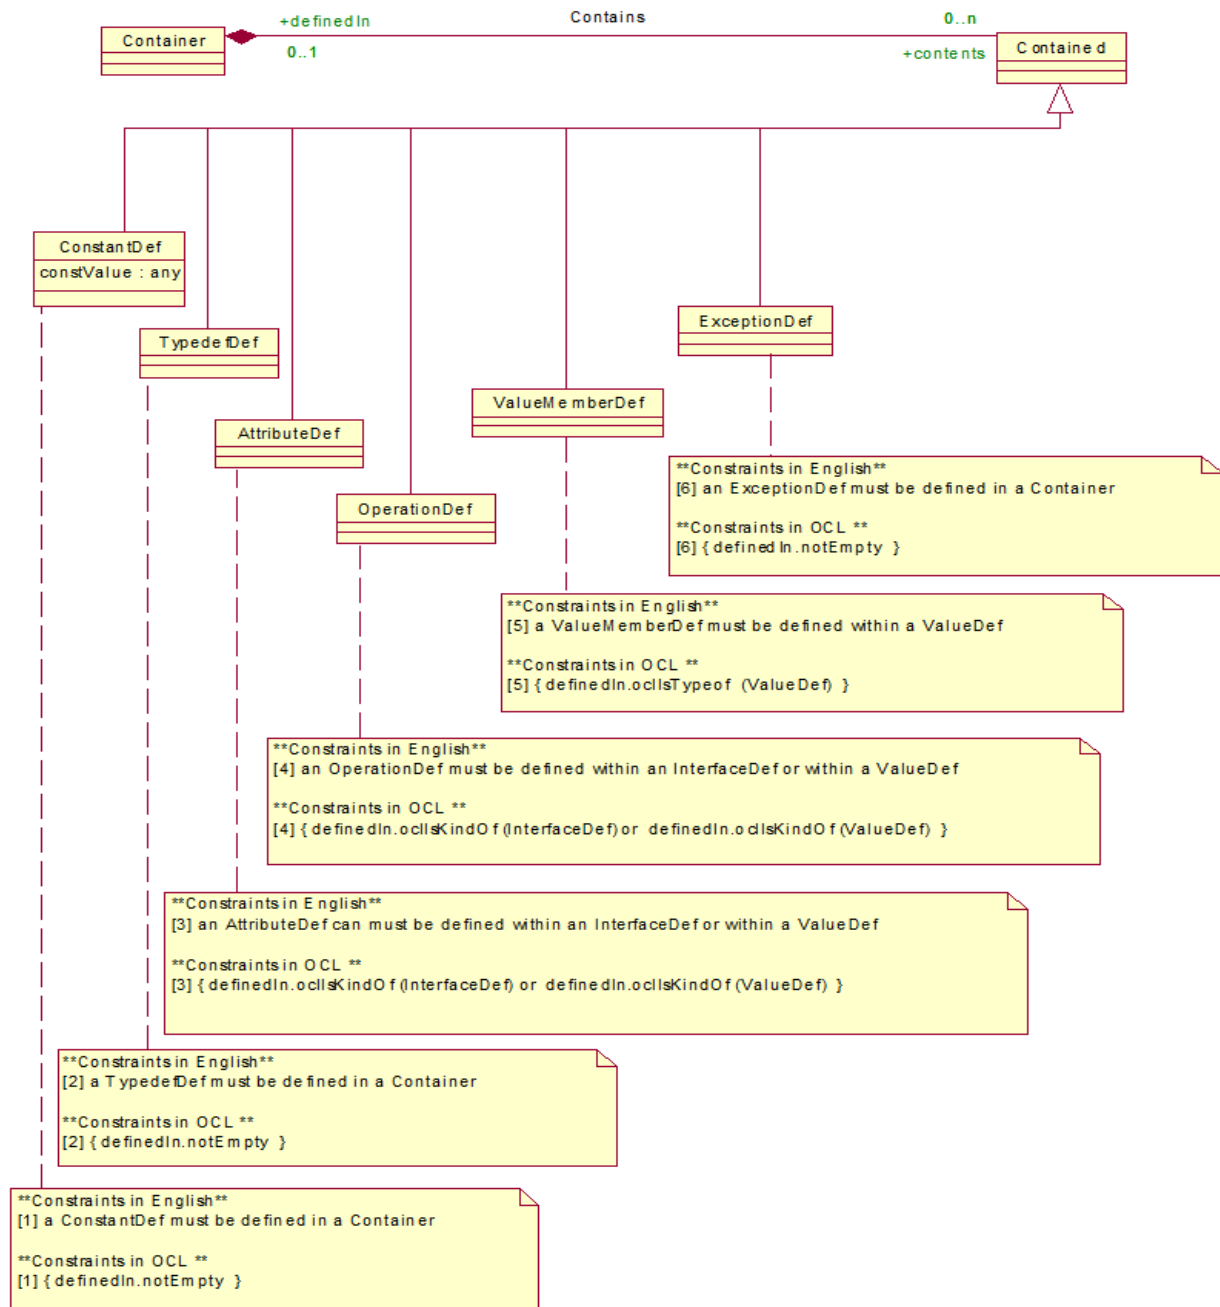 +definedIn
Contains
0..n
Container
0..1
+contents
Contained
ConstantDef
constValue : any
TypedefDef
AttributeDef
OperationDef
ValueMemberDef
ExceptionDef
**Constraints in English**
[6] an ExceptionDef must be defined in a Container
**Constraints in OCL **
[6] { definedIn.notEmpty }
**Constraints in English**
[5] a ValueMemberDef must be defined within a ValueDef
**Constraints in OCL **
[5] { definedIn.oclIsTypeof (ValueDef) }
**Constraints in English**
[4] an OperationDef must be defined within an InterfaceDef or within a ValueDef
**Constraints in OCL **
[4] { definedIn.oclIsKindOf (InterfaceDef) or definedIn.oclIsKindOf (ValueDef) }
**Constraints in English**
[3] an AttributeDef can must be defined within an InterfaceDef or within a ValueDef
**Constraints in OCL **
[3] { definedIn.oclIsKindOf (InterfaceDef) or definedIn.oclIsKindOf (ValueDef) }
**Constraints in English**
[2] a TypedefDef must be defined in a Container
**Constraints in OCL **
[2] { definedIn.notEmpty }
**Constraints in English**
[1] a ConstantDef must be defined in a Container
**Constraints in OCL **
[1] { definedIn.notEmpty }